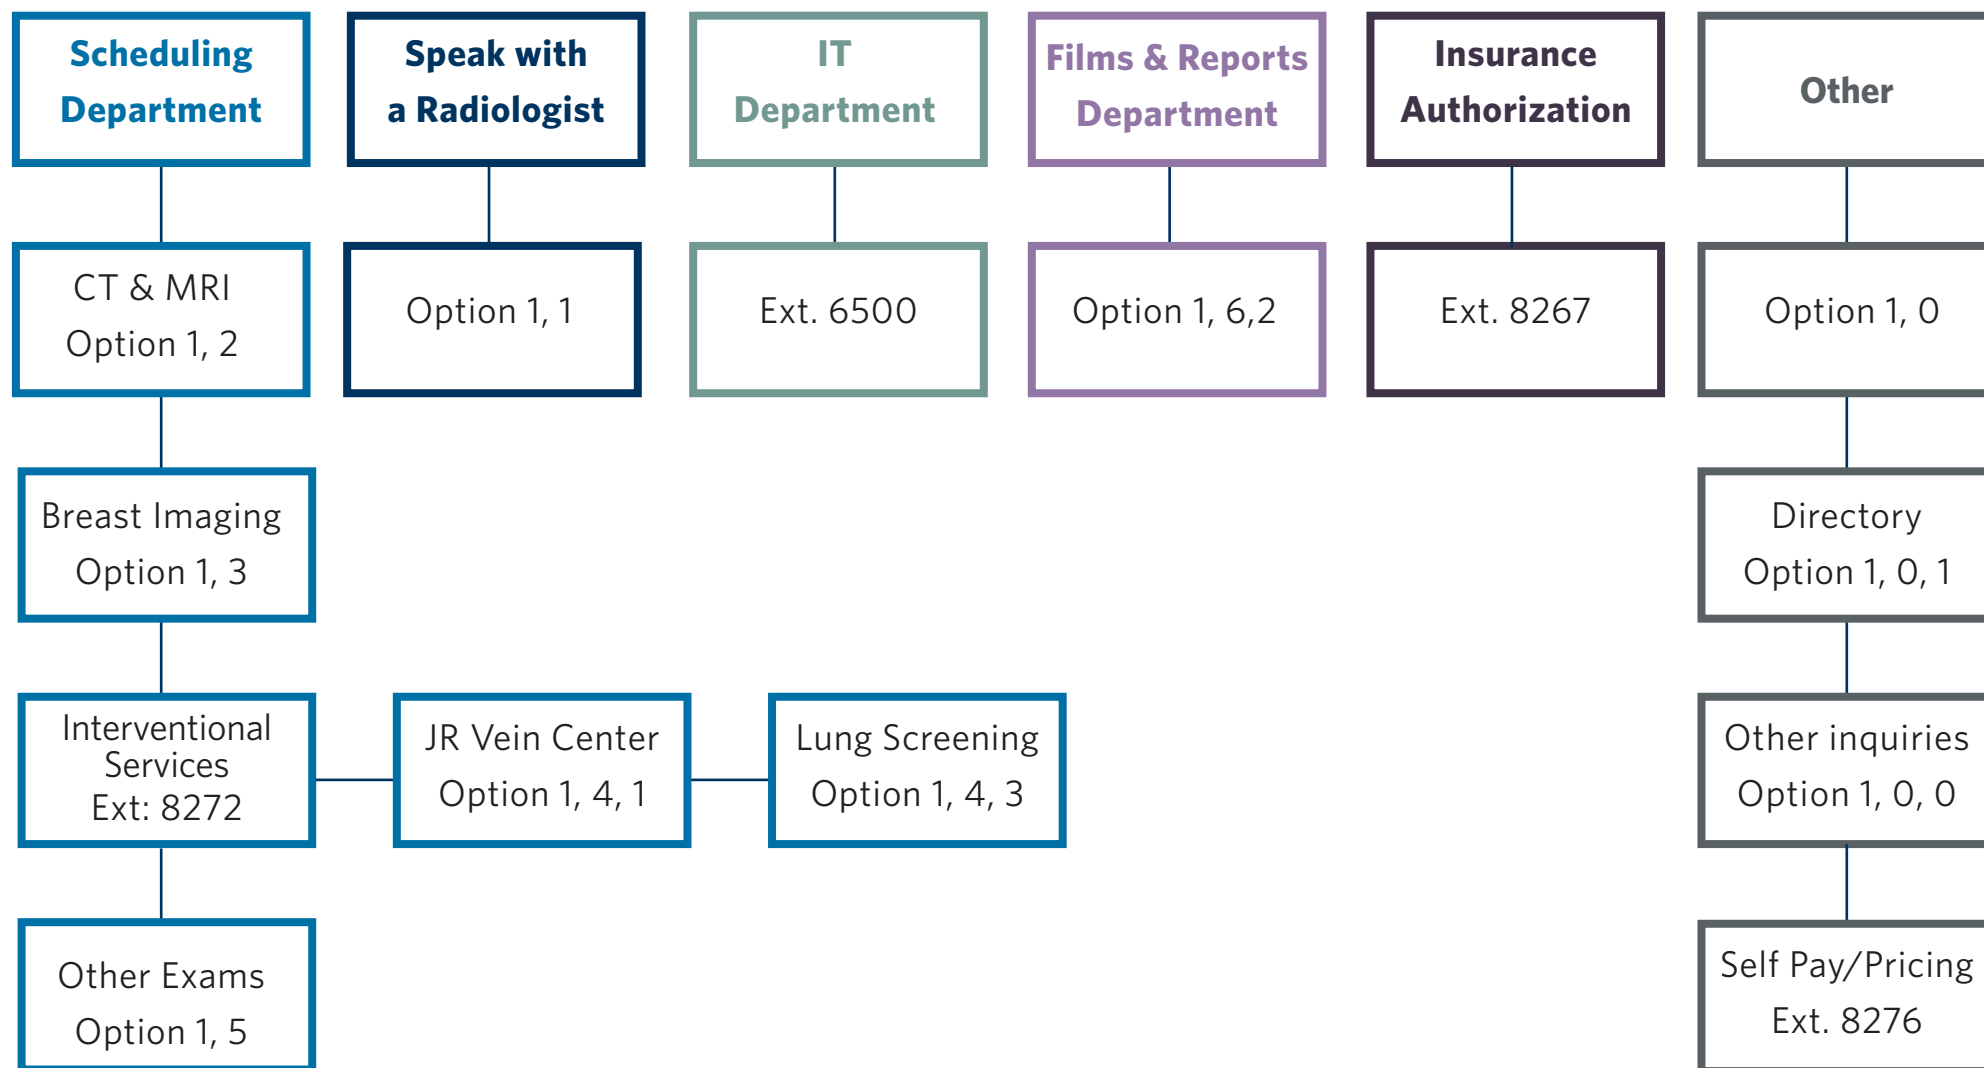 Scheduling
Department
Speak with
a Radiologist
IT
Department
Films & Reports
Department
Insurance
Authorization
Other
CT & MRI
Option 1, 2
Option 1, 1
Ext. 6500
Option 1, 6,2
Ext. 8267
Option 1, 0
Breast Imaging
Option 1, 3
Directory
Option 1, 0, 1
Interventional
Services
Ext: 8272
JR Vein Center
Option 1, 4, 1
Lung Screening
Option 1, 4, 3
Other inquiries
Option 1, 0, 0
Other Exams
Option 1, 5
Self Pay/Pricing
Ext. 8276